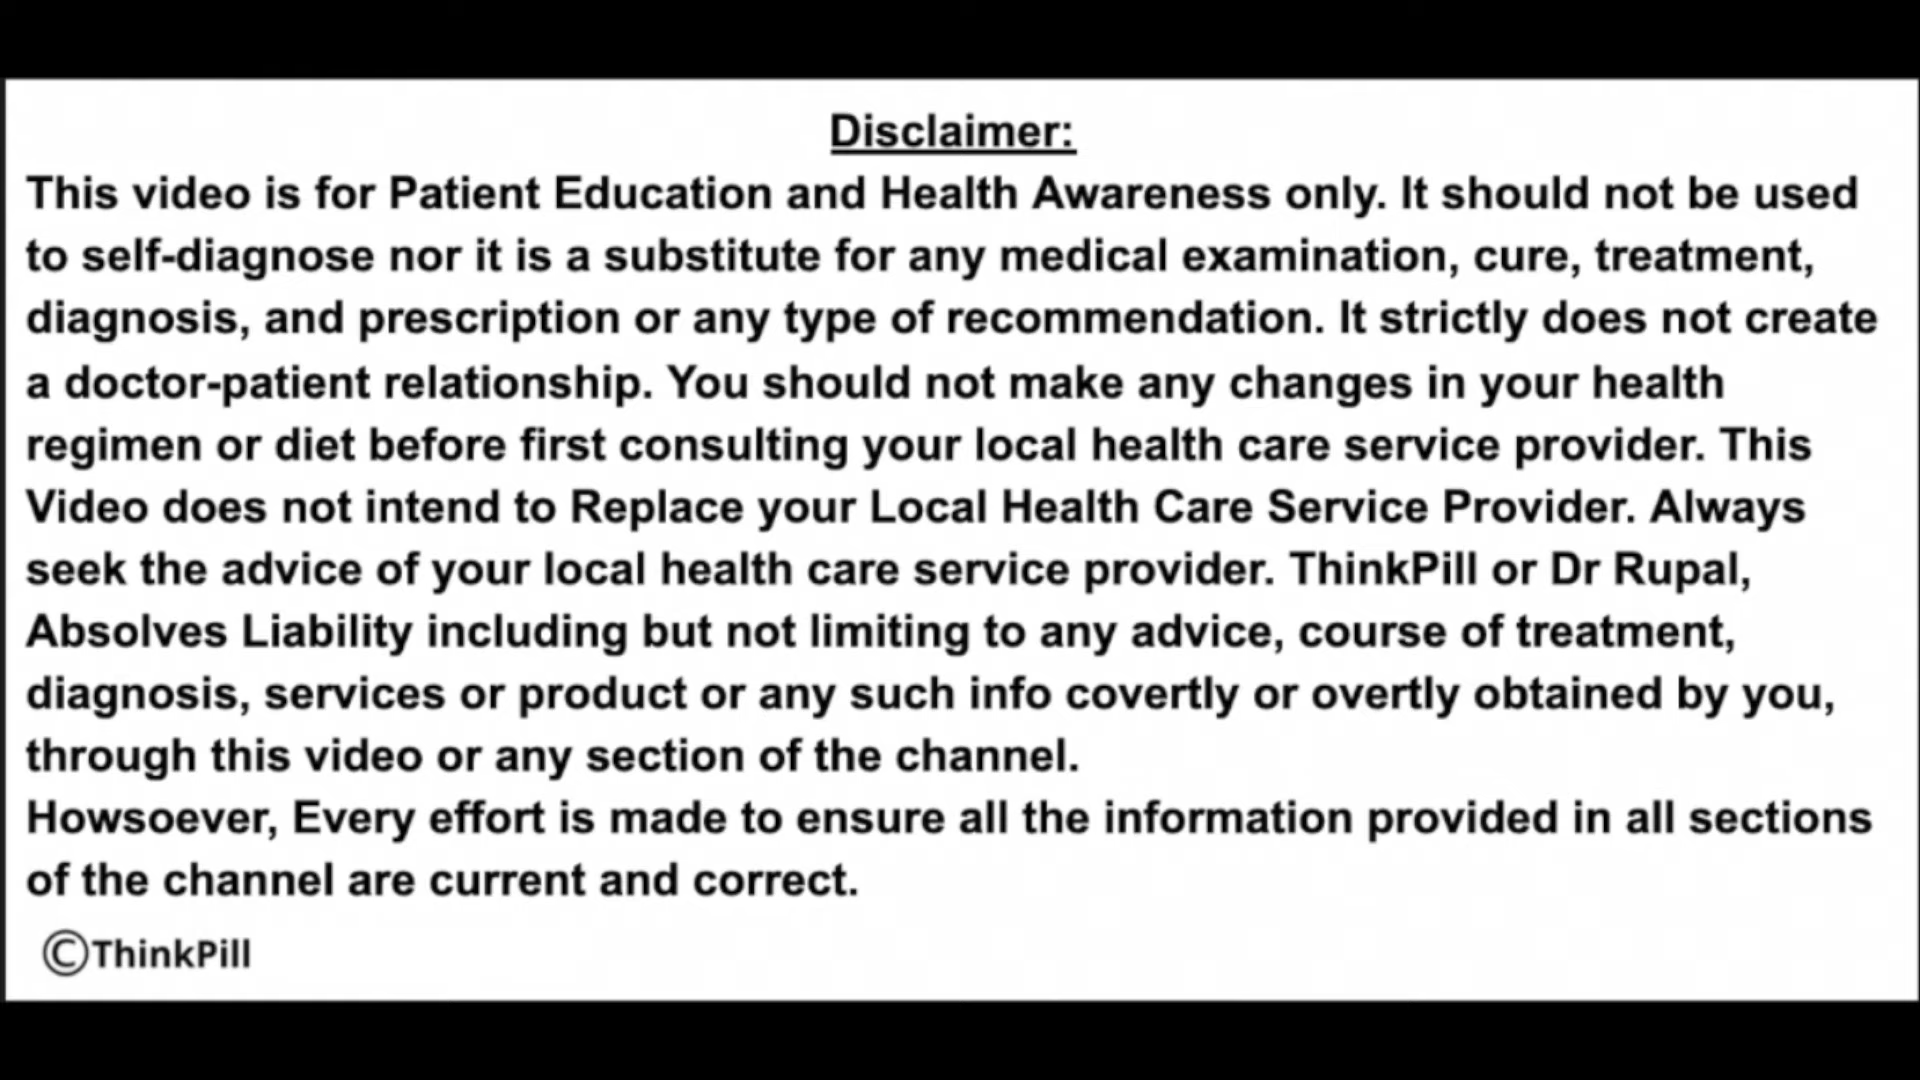 Disclaimer:
This video is for Patient Education and Health Awareness only. It should not be used
to self-diagnose nor it is a substitute for any medical examination, cure, treatment,
diagnosis, and prescription or any type of recommendation. It strictly does not create
a doctor-patient relationship. You should not make any changes in your health
regimen or diet before first consulting your local health care service provider. This
Video does not intend to Replace your Local Health Care Service Provider. Always
seek the advice of your local health care service provider. ThinkPill or Dr Rupal,
Absolves Liability including but not limiting to any advice, course of treatment,
diagnosis, services or product or any such info covertly or overtly obtained by you,
through this video or any section of the channel.
Howsoever, Every effort is made to ensure all the information provided in all sections
of the channel are current and correct.
©ThinkPill